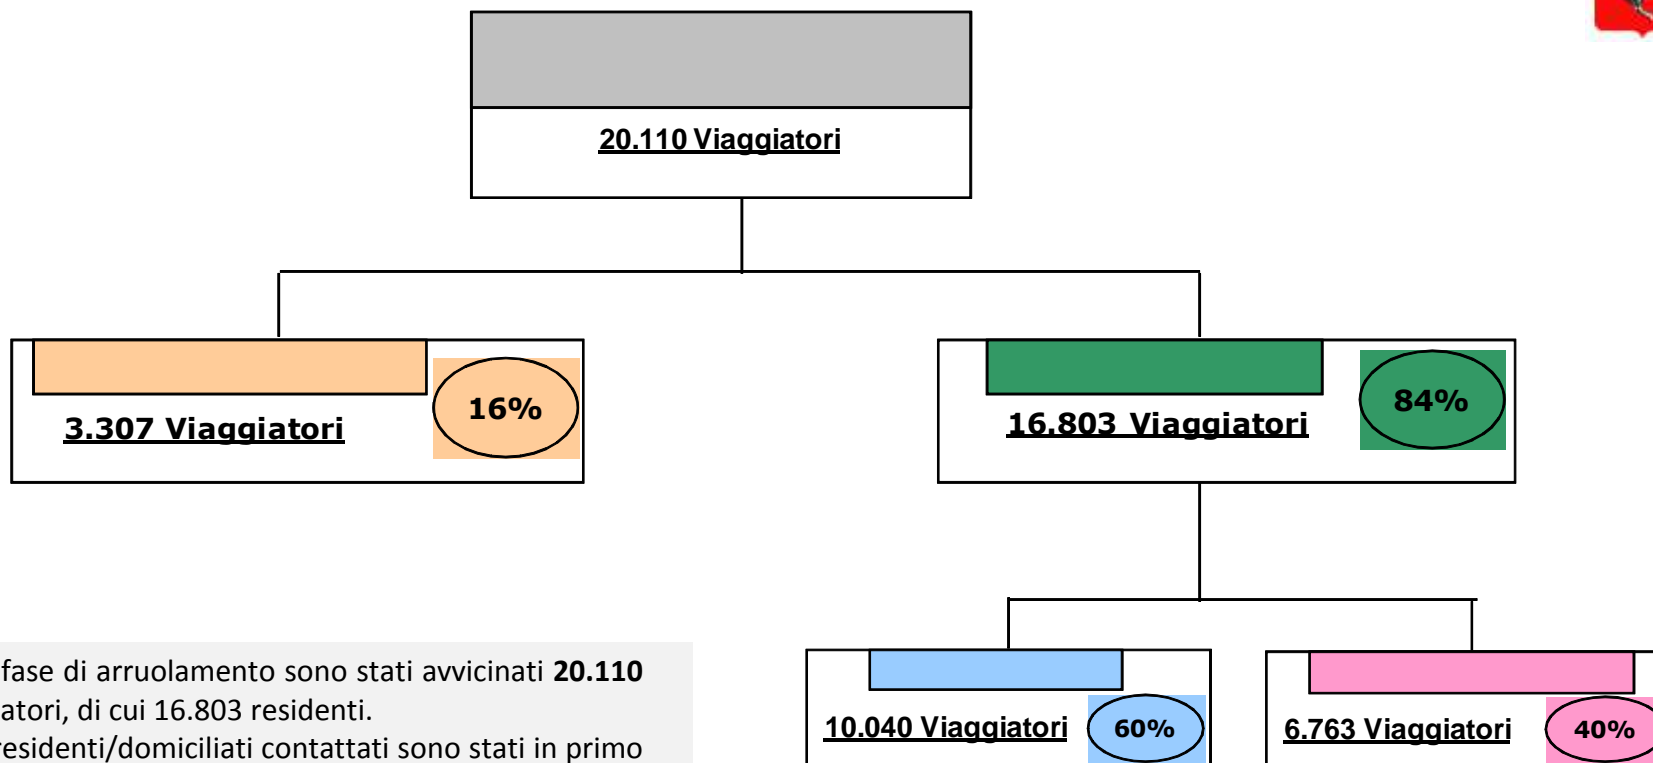 20.110 Viaggiatori
3.307 Viaggiatori
16%
16.803 Viaggiatori
84%
fase di arruolamento sono stati avvicinati 20.110
atori, di cui 16.803 residenti.
residenti/domiciliati contattati sono stati in primo
10.040 Viaggiatori
60%
6.763 Viaggiatori
40%